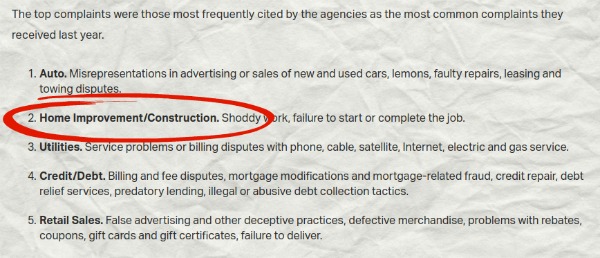 The top complaints were those most frequently cited by the agencies as the most common complaints they
received last year.
1. Auto. Misrepresentations in advertising or sales of new and used cars, lemons, faulty repairs, leasing and
towing disputes.
2. Home Improvement/Construction. Shoddy work, failure to start or complete the job.
3. Utilities. Service problems or billing disputes with phone, cable, satellite, Internet, electric and gas service.
4. Credit/Debt. Billing and fee disputes, mortgage modifications and mortgage-related fraud, credit repair, debt
relief services, predatory lending, illegal or abusive debt collection tactics.
5. Retail Sales. False advertising and other deceptive practices, defective merchandise, problems with rebates,
coupons, gift cards and gift certificates, failure to deliver.